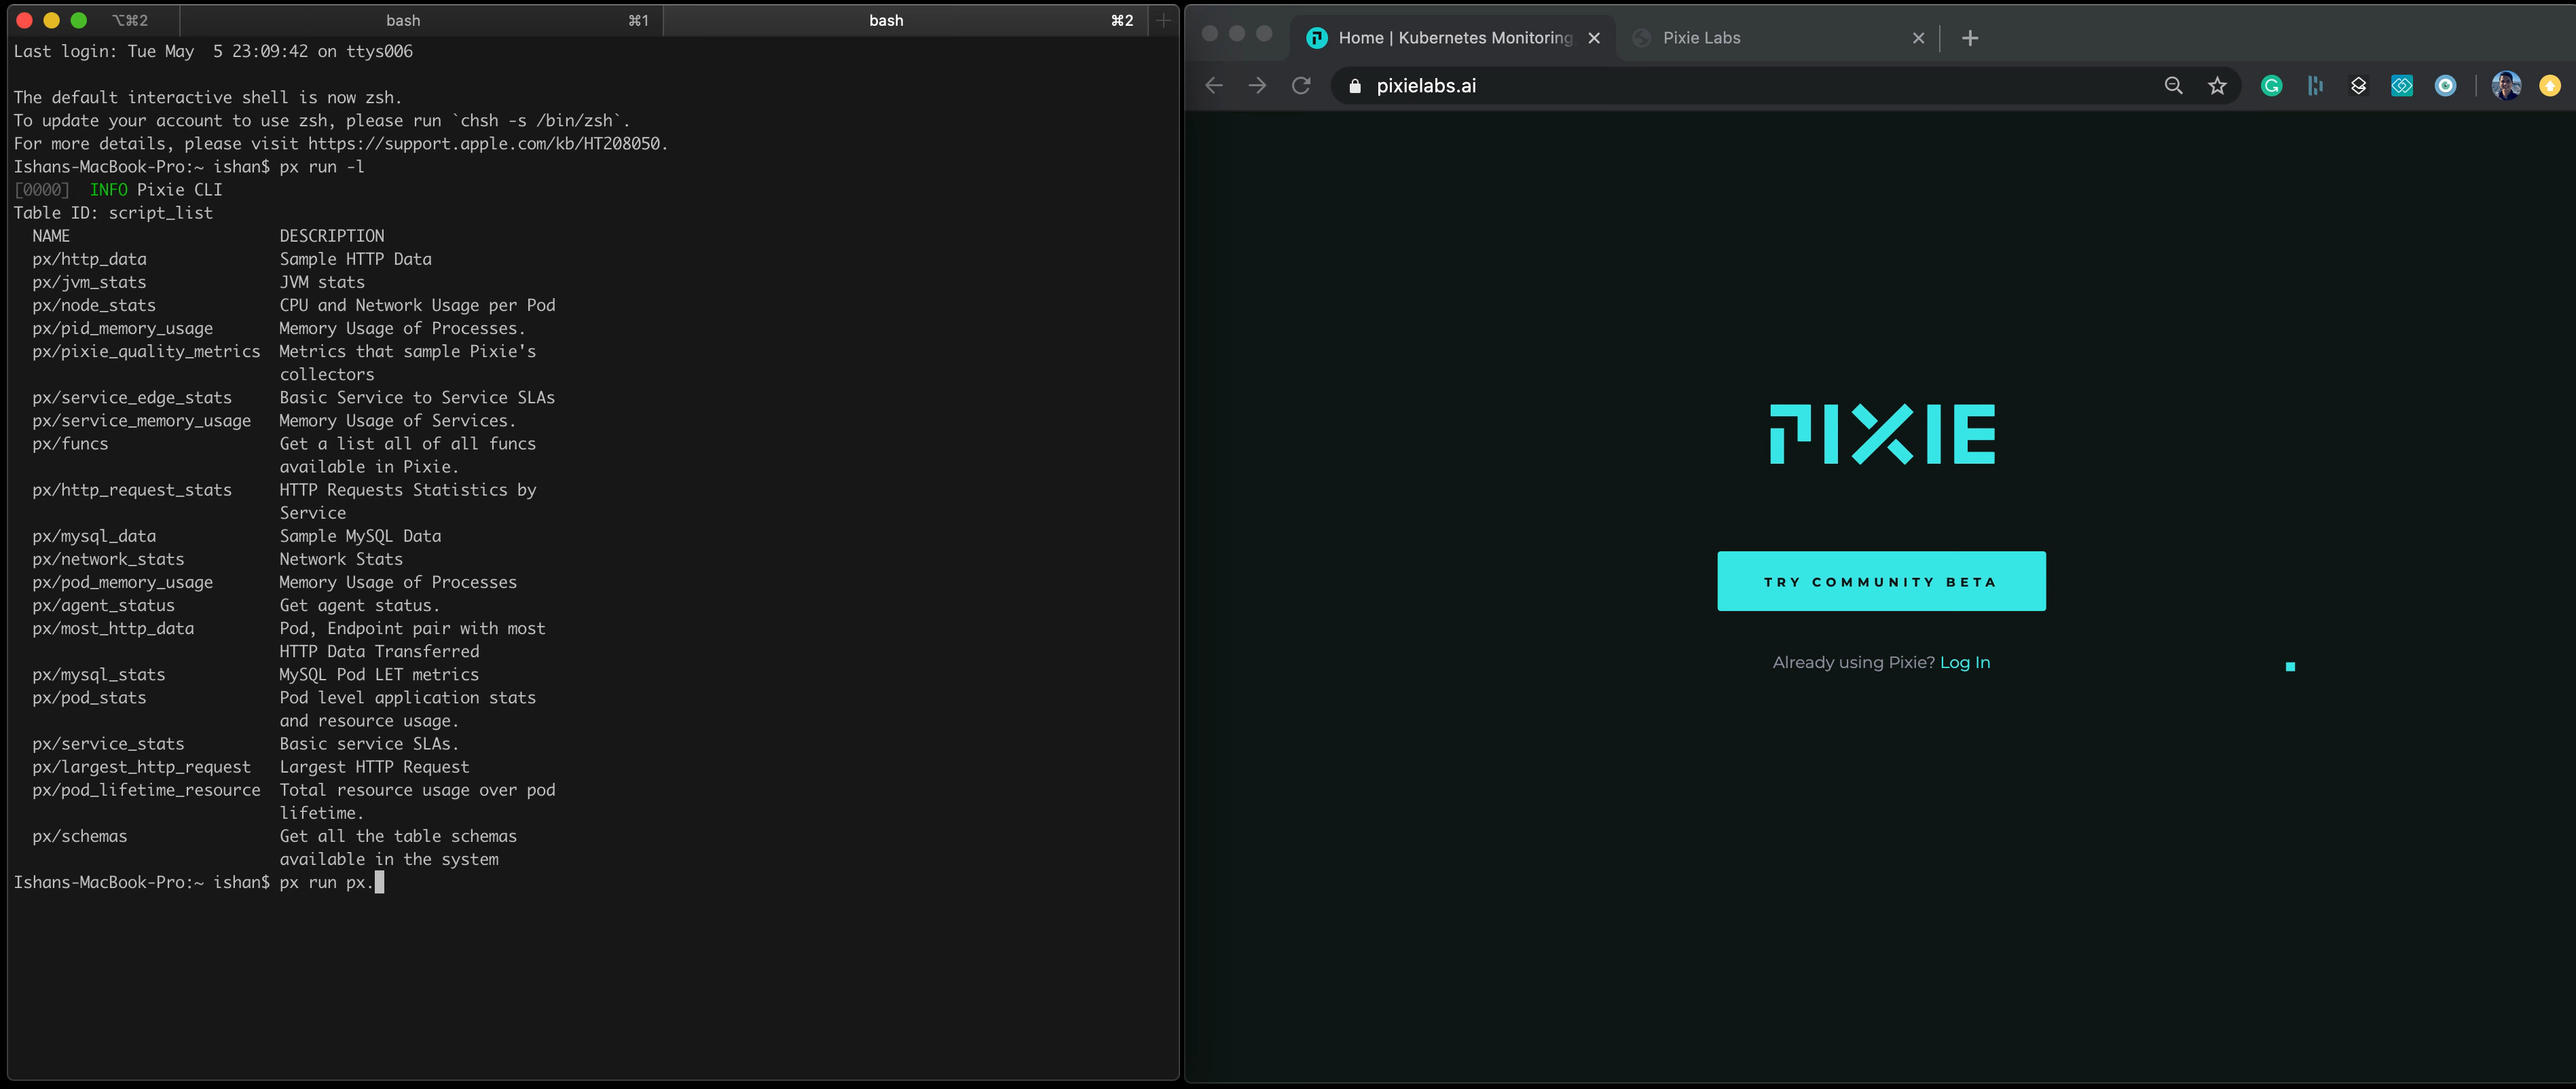 ⌥⌘2 bash ⌘1 bash ⌘2
Last login: Tue May  5 23:09:42 on ttys006
The default interactive shell is now zsh.
To update your account to use zsh, please run `chsh -s /bin/zsh`.
For more details, please visit https://support.apple.com/kb/HT208050.
Ishans-MacBook-Pro:~ ishan$ px run -l
[0000]  INFO Pixie CLI
Table ID: script_list
NAME DESCRIPTION
px/http_data Sample HTTP Data
px/jvm_stats JVM stats
px/node_stats CPU and Network Usage per Pod
px/pid_memory_usage Memory Usage of Processes.
px/pixie_quality_metrics Metrics that sample Pixie's
collectors
px/service_edge_stats Basic Service to Service SLAs
px/service_memory_usage Memory Usage of Services.
px/funcs Get a list all of all funcs
available in Pixie.
px/http_request_stats HTTP Requests Statistics by
Service
px/mysql_data Sample MySQL Data
px/network_stats Network Stats
px/pod_memory_usage Memory Usage of Processes
px/agent_status Get agent status.
px/most_http_data Pod, Endpoint pair with most
HTTP Data Transferred
px/mysql_stats MySQL Pod LET metrics
px/pod_stats Pod level application stats
and resource usage.
px/service_stats Basic service SLAs.
px/largest_http_request Largest HTTP Request
px/pod_lifetime_resource Total resource usage over pod
lifetime.
px/schemas Get all the table schemas
available in the system
Ishans-MacBook-Pro:~ ishan$ px run px.
Home | Kubernetes Monitoring Pixie Labs
pixielabs.ai
PIXIE
TRY COMMUNITY BETA
Already using Pixie? Log In